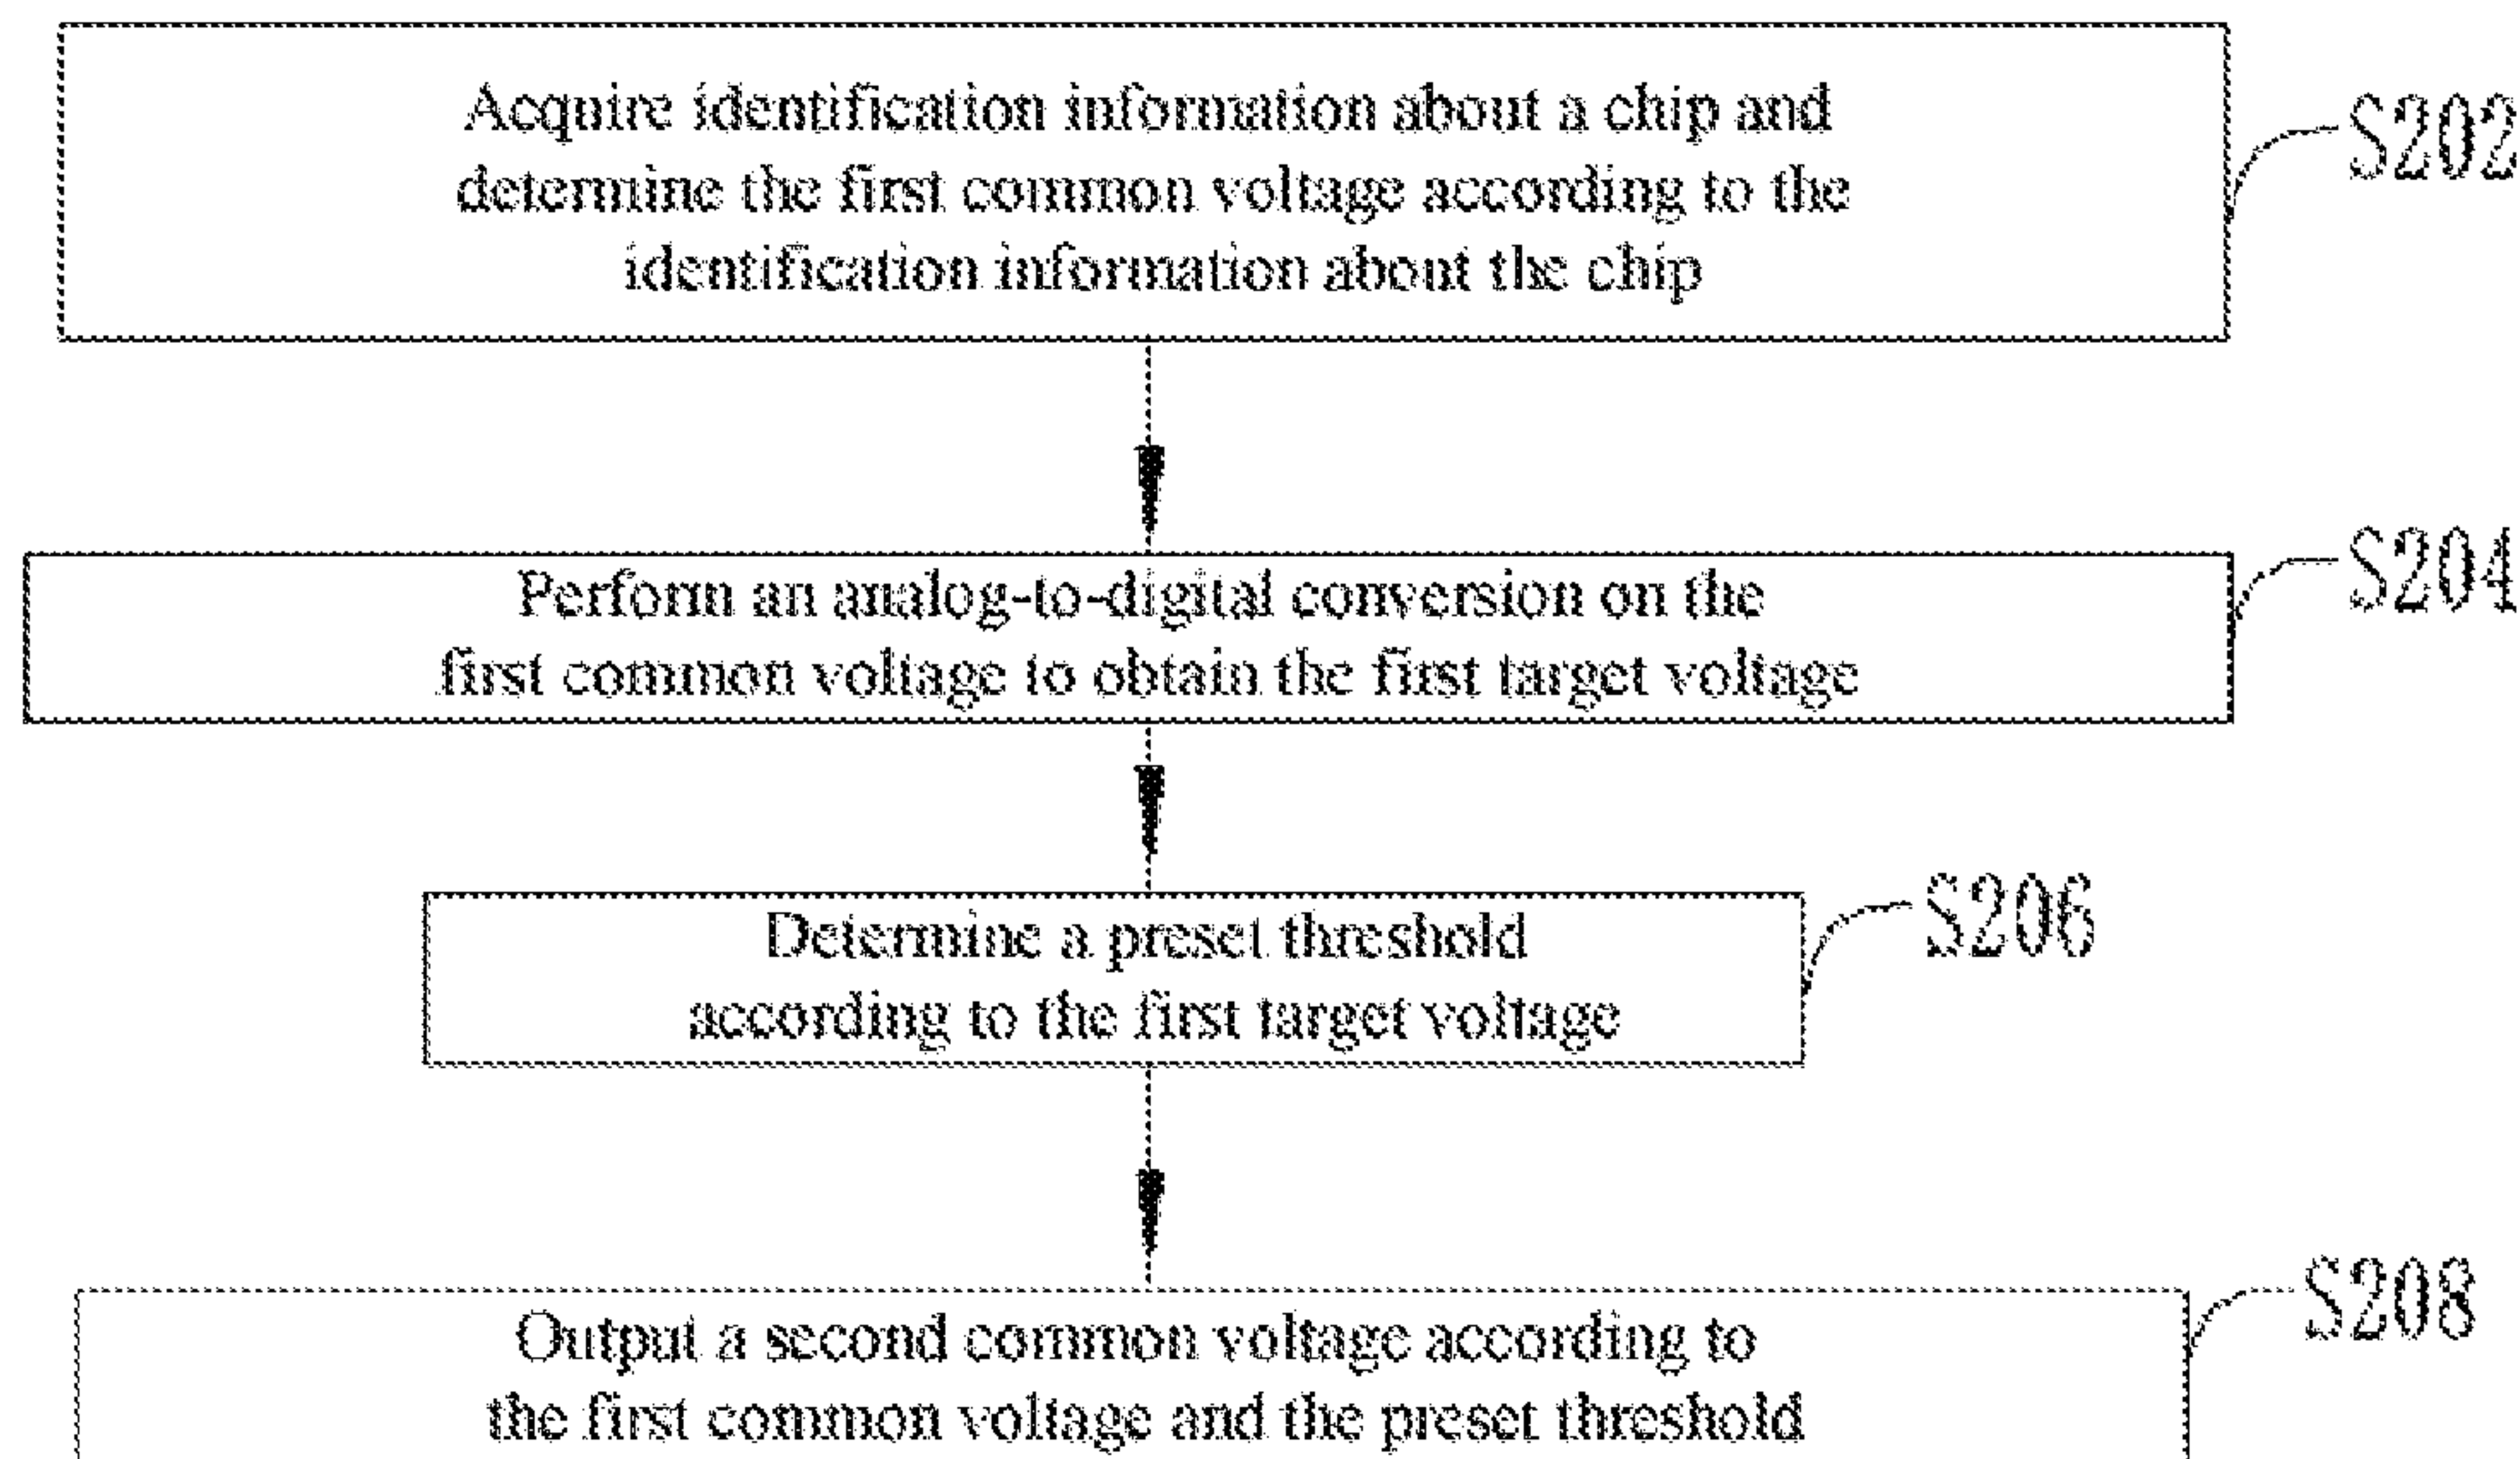 Acquire identification information about a chip and
determine the first common voltage according to the
identification information about the chip
S202
Perform an analog-to-digital conversion on the
first common voltage to obtain the first target voltage
S204
Determine a preset threshold
according to the first target voltage
S206
Output a second common voltage according to
the first common voltage and the preset threshold
S208